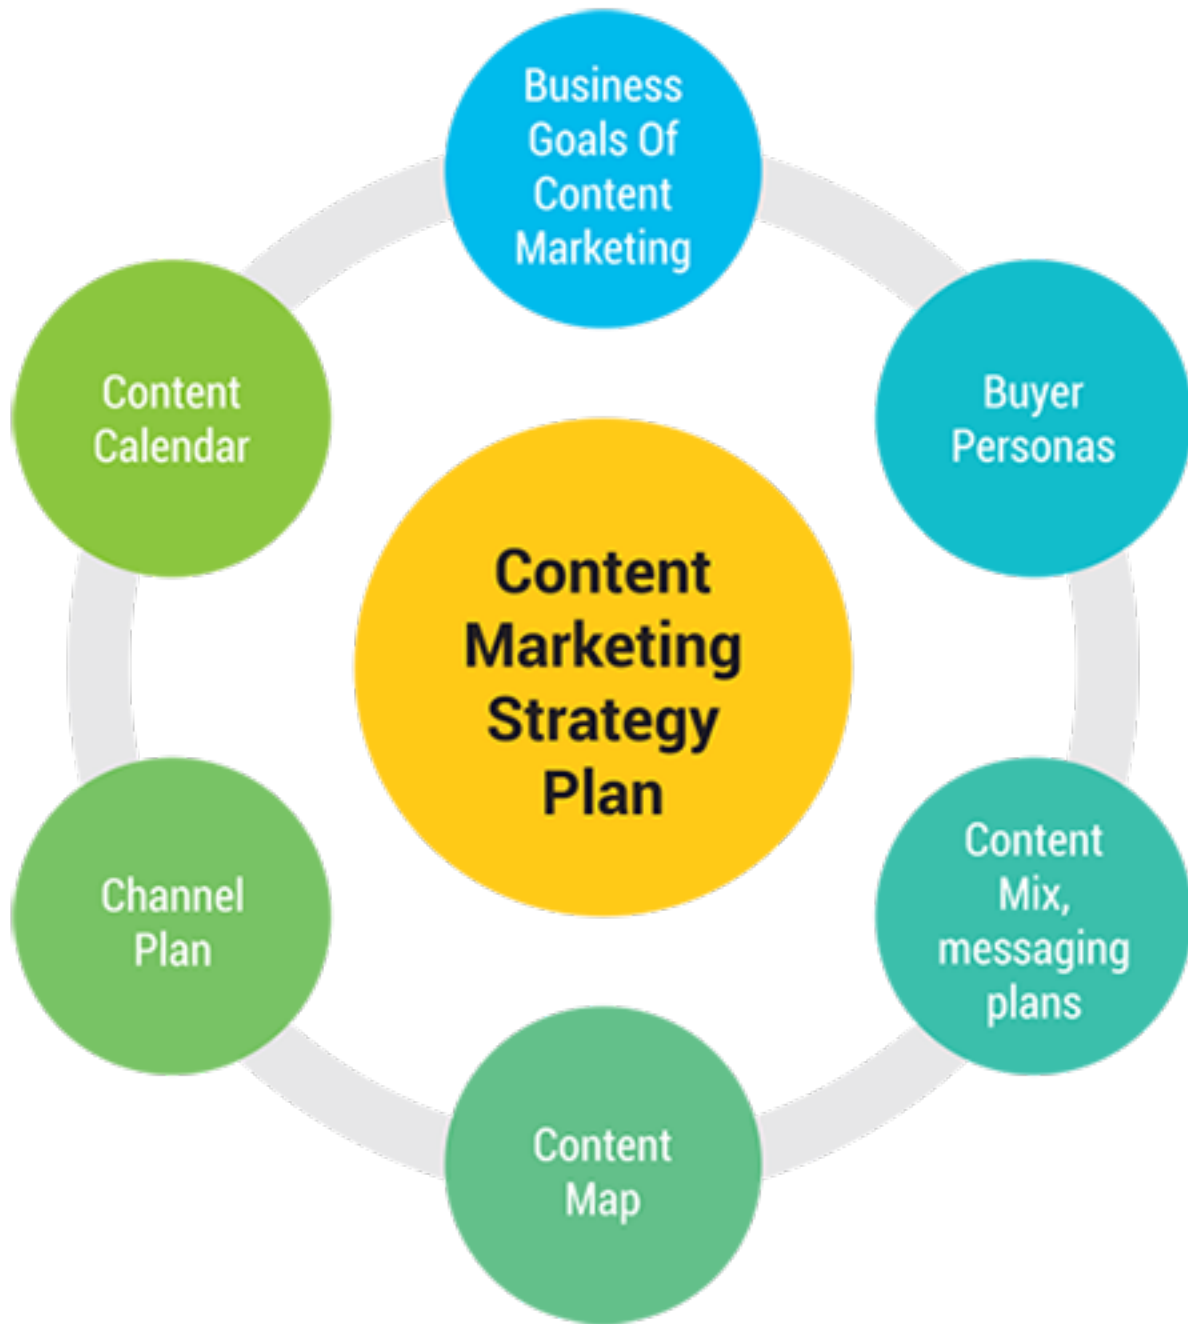 Business
Goals Of
Content
Marketing
Buyer
Personas
Content
Mix,
messaging
plans
Content
Map
Channel
Plan
Content
Calendar
Content
Marketing
Strategy
Plan